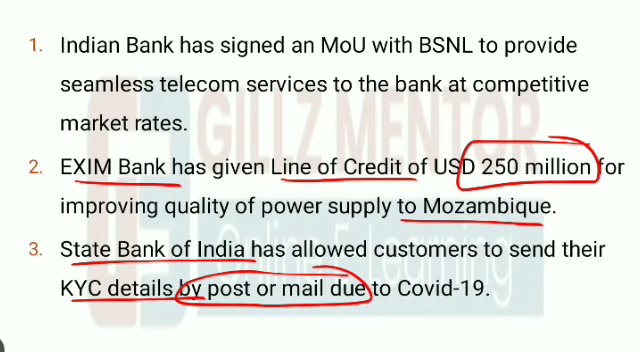 1. Indian Bank has signed an MoU with BSNL to provide
seamless telecom services to the bank at competitive
market rates.
2. EXIM Bank has given Line of Credit of USD 250 million for
improving quality of power supply to Mozambique.
3. State Bank of India has allowed customers to send their
KYC details by post or mail due to Covid-19.
GILLZ MENTOR